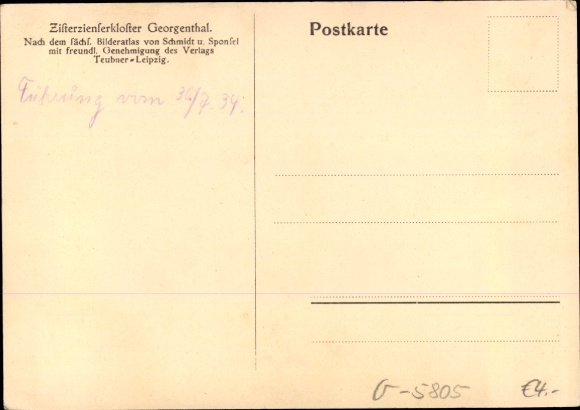 Zisterzienserkloster Georgenthal.
Nach dem sächs. Bilderatlas von Schmidt u. Sponsel
mit freundl. Genehmigung des Verlags
Teubner-Leipzig.
Führung vom 7. 34.
Postkarte
5805
€4.-